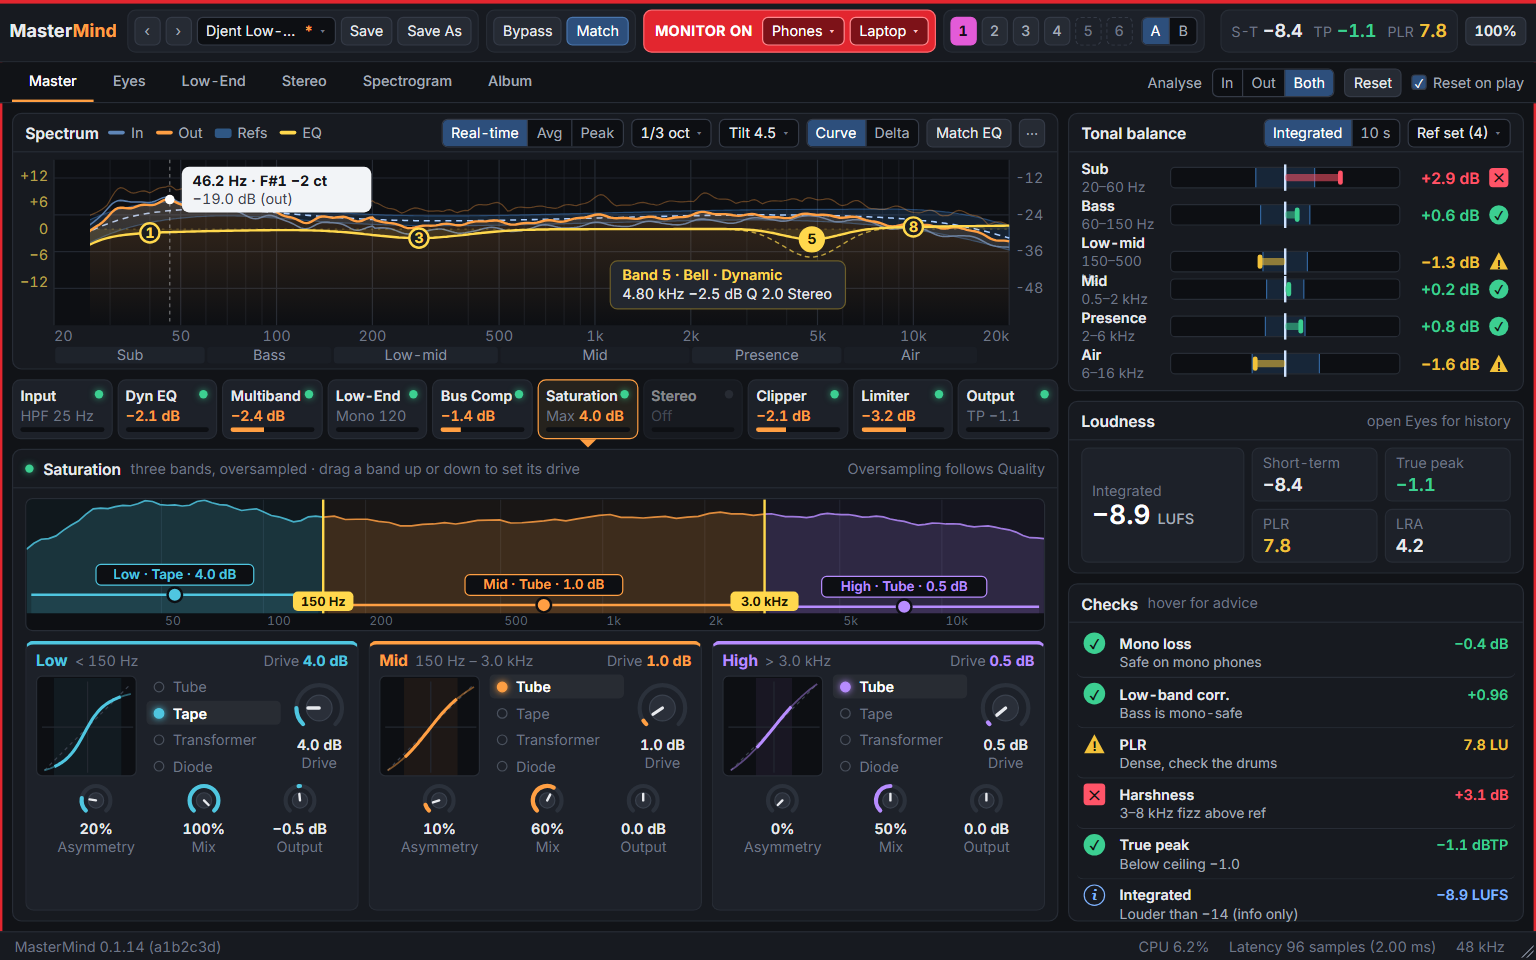 MasterMind
‹ › Djent Low-... * Save Save As Bypass Match MONITOR ON Phones Laptop 1 2 3 4 5 6 A B S-T −8.4 TP −1.1 PLR 7.8 100%
Master Eyes Low-End Stereo Spectrogram Album
Analyse In Out Both Reset Reset on play
Spectrum In Out Refs EQ Real-time Avg Peak 1/3 oct Tilt 4.5 Curve Delta Match EQ ...
46.2 Hz · F#1 −2 ct
−19.0 dB (out)
+12
+6
0
−6
−12
−12
−24
−36
−48
1 3 5 8
Band 5 · Bell · Dynamic
4.80 kHz −2.5 dB Q 2.0 Stereo
20 50 100 200 500 1k 2k 5k 10k 20k
Sub Bass Low-mid Mid Presence Air
Input
HPF 25 Hz
Dyn EQ
−2.1 dB
Multiband
−2.4 dB
Low-End
Mono 120
Bus Comp
−1.4 dB
Saturation
Max 4.0 dB
Stereo
Off
Clipper
−2.1 dB
Limiter
−3.2 dB
Output
TP −1.1
Saturation three bands, oversampled · drag a band up or down to set its drive Oversampling follows Quality
Low · Tape · 4.0 dB
Mid · Tube · 1.0 dB
High · Tube · 0.5 dB
150 Hz 3.0 kHz
50 100 200 500 1k 2k 5k 10k
Low < 150 Hz Drive 4.0 dB
Tube
Tape
Transformer
Diode
4.0 dB
Drive
20% 100% −0.5 dB
Asymmetry Mix Output
Mid 150 Hz – 3.0 kHz Drive 1.0 dB
Tube
Tape
Transformer
Diode
1.0 dB
Drive
10% 60% 0.0 dB
Asymmetry Mix Output
High > 3.0 kHz Drive 0.5 dB
Tube
Tape
Transformer
Diode
0.5 dB
Drive
0% 50% 0.0 dB
Asymmetry Mix Output
Tonal balance Integrated 10 s Ref set (4)
Sub
20–60 Hz
+2.9 dB
Bass
60–150 Hz
+0.6 dB
Low-mid
150–500
−1.3 dB
Mid
0.5–2 kHz
+0.2 dB
Presence
2–6 kHz
+0.8 dB
Air
6–16 kHz
−1.6 dB
Loudness open Eyes for history
Integrated
−8.9 LUFS
Short-term
−8.4
True peak
−1.1
PLR
7.8
LRA
4.2
Checks hover for advice
Mono loss −0.4 dB
Safe on mono phones
Low-band corr. +0.96
Bass is mono-safe
PLR 7.8 LU
Dense, check the drums
Harshness +3.1 dB
3–8 kHz fizz above ref
True peak −1.1 dBTP
Below ceiling −1.0
Integrated −8.9 LUFS
Louder than −14 (info only)
MasterMind 0.1.14 (a1b2c3d) CPU 6.2% Latency 96 samples (2.00 ms) 48 kHz